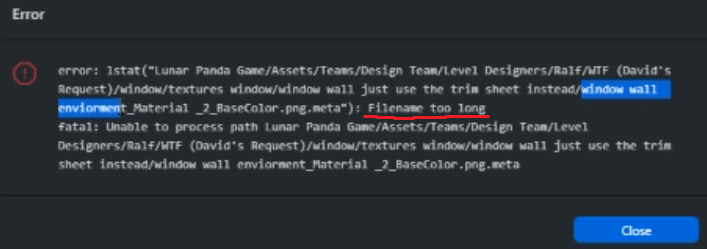 Error
error: lstat("Lunar Panda Game/Assets/Teams/Design Team/Level Designers/Ralf/WTF (David's
Request)/window/textures window/window wall just use the trim sheet instead/window wall
enviorment_Material _2_BaseColor.png.meta"): Filename too long
fatal: Unable to process path Lunar Panda Game/Assets/Teams/Design Team/Level
Designers/Ralf/WTF (David's Request)/window/textures window/window wall just use the trim
sheet instead/window wall enviorment_Material _2_BaseColor.png.meta
Close